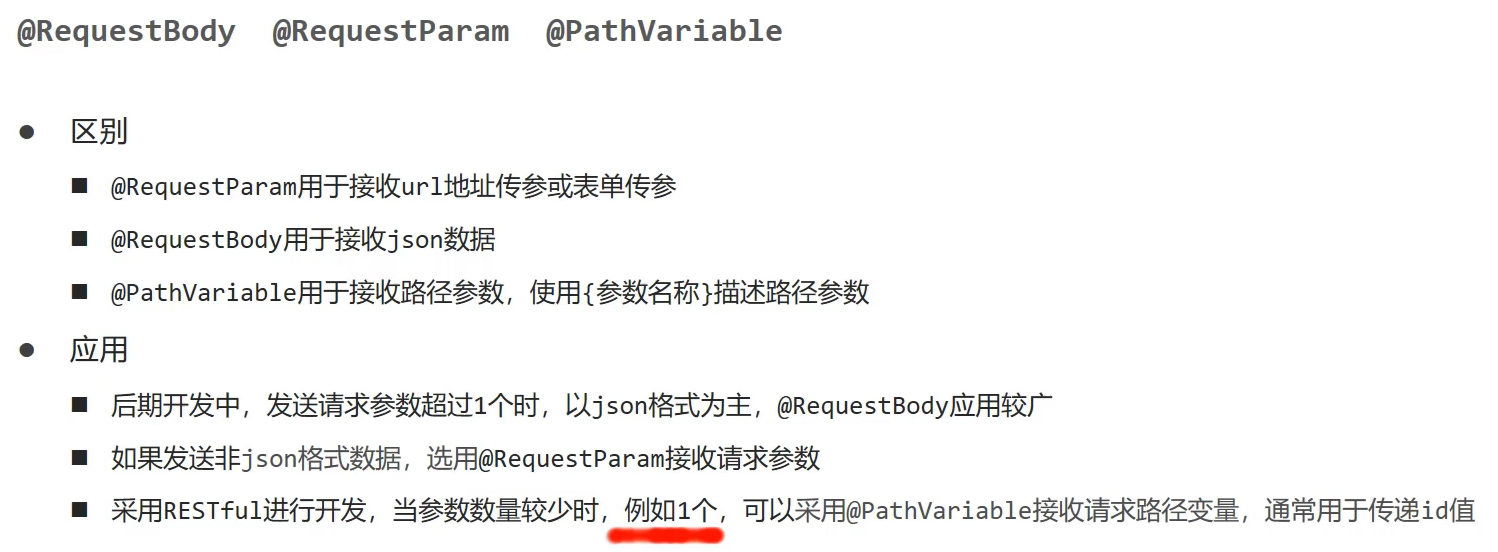 @RequestBody @RequestParam @PathVariable
● 区别
■ @RequestParam用于接收url地址传参或表单传参
■ @RequestBody用于接收json数据
■ @PathVariable用于接收路径参数，使用{参数名称}描述路径参数
● 应用
■ 后期开发中，发送请求参数超过1个时，以json格式为主，@RequestBody应用较广
■ 如果发送非json格式数据，选用@RequestParam接收请求参数
■ 采用RESTful进行开发，当参数数量较少时，例如1个，可以采用@PathVariable接收请求路径变量，通常用于传递id值